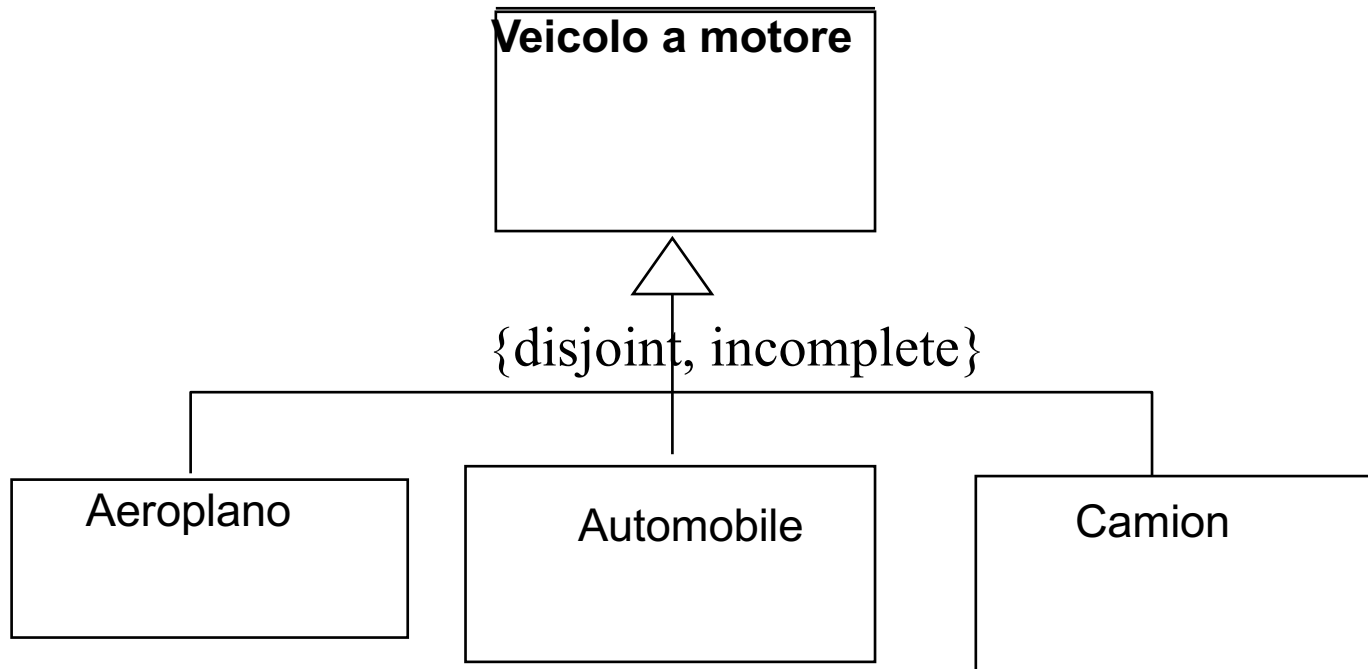 Veicolo a motore
{disjoint, incomplete}
Aeroplano
Automobile
Camion